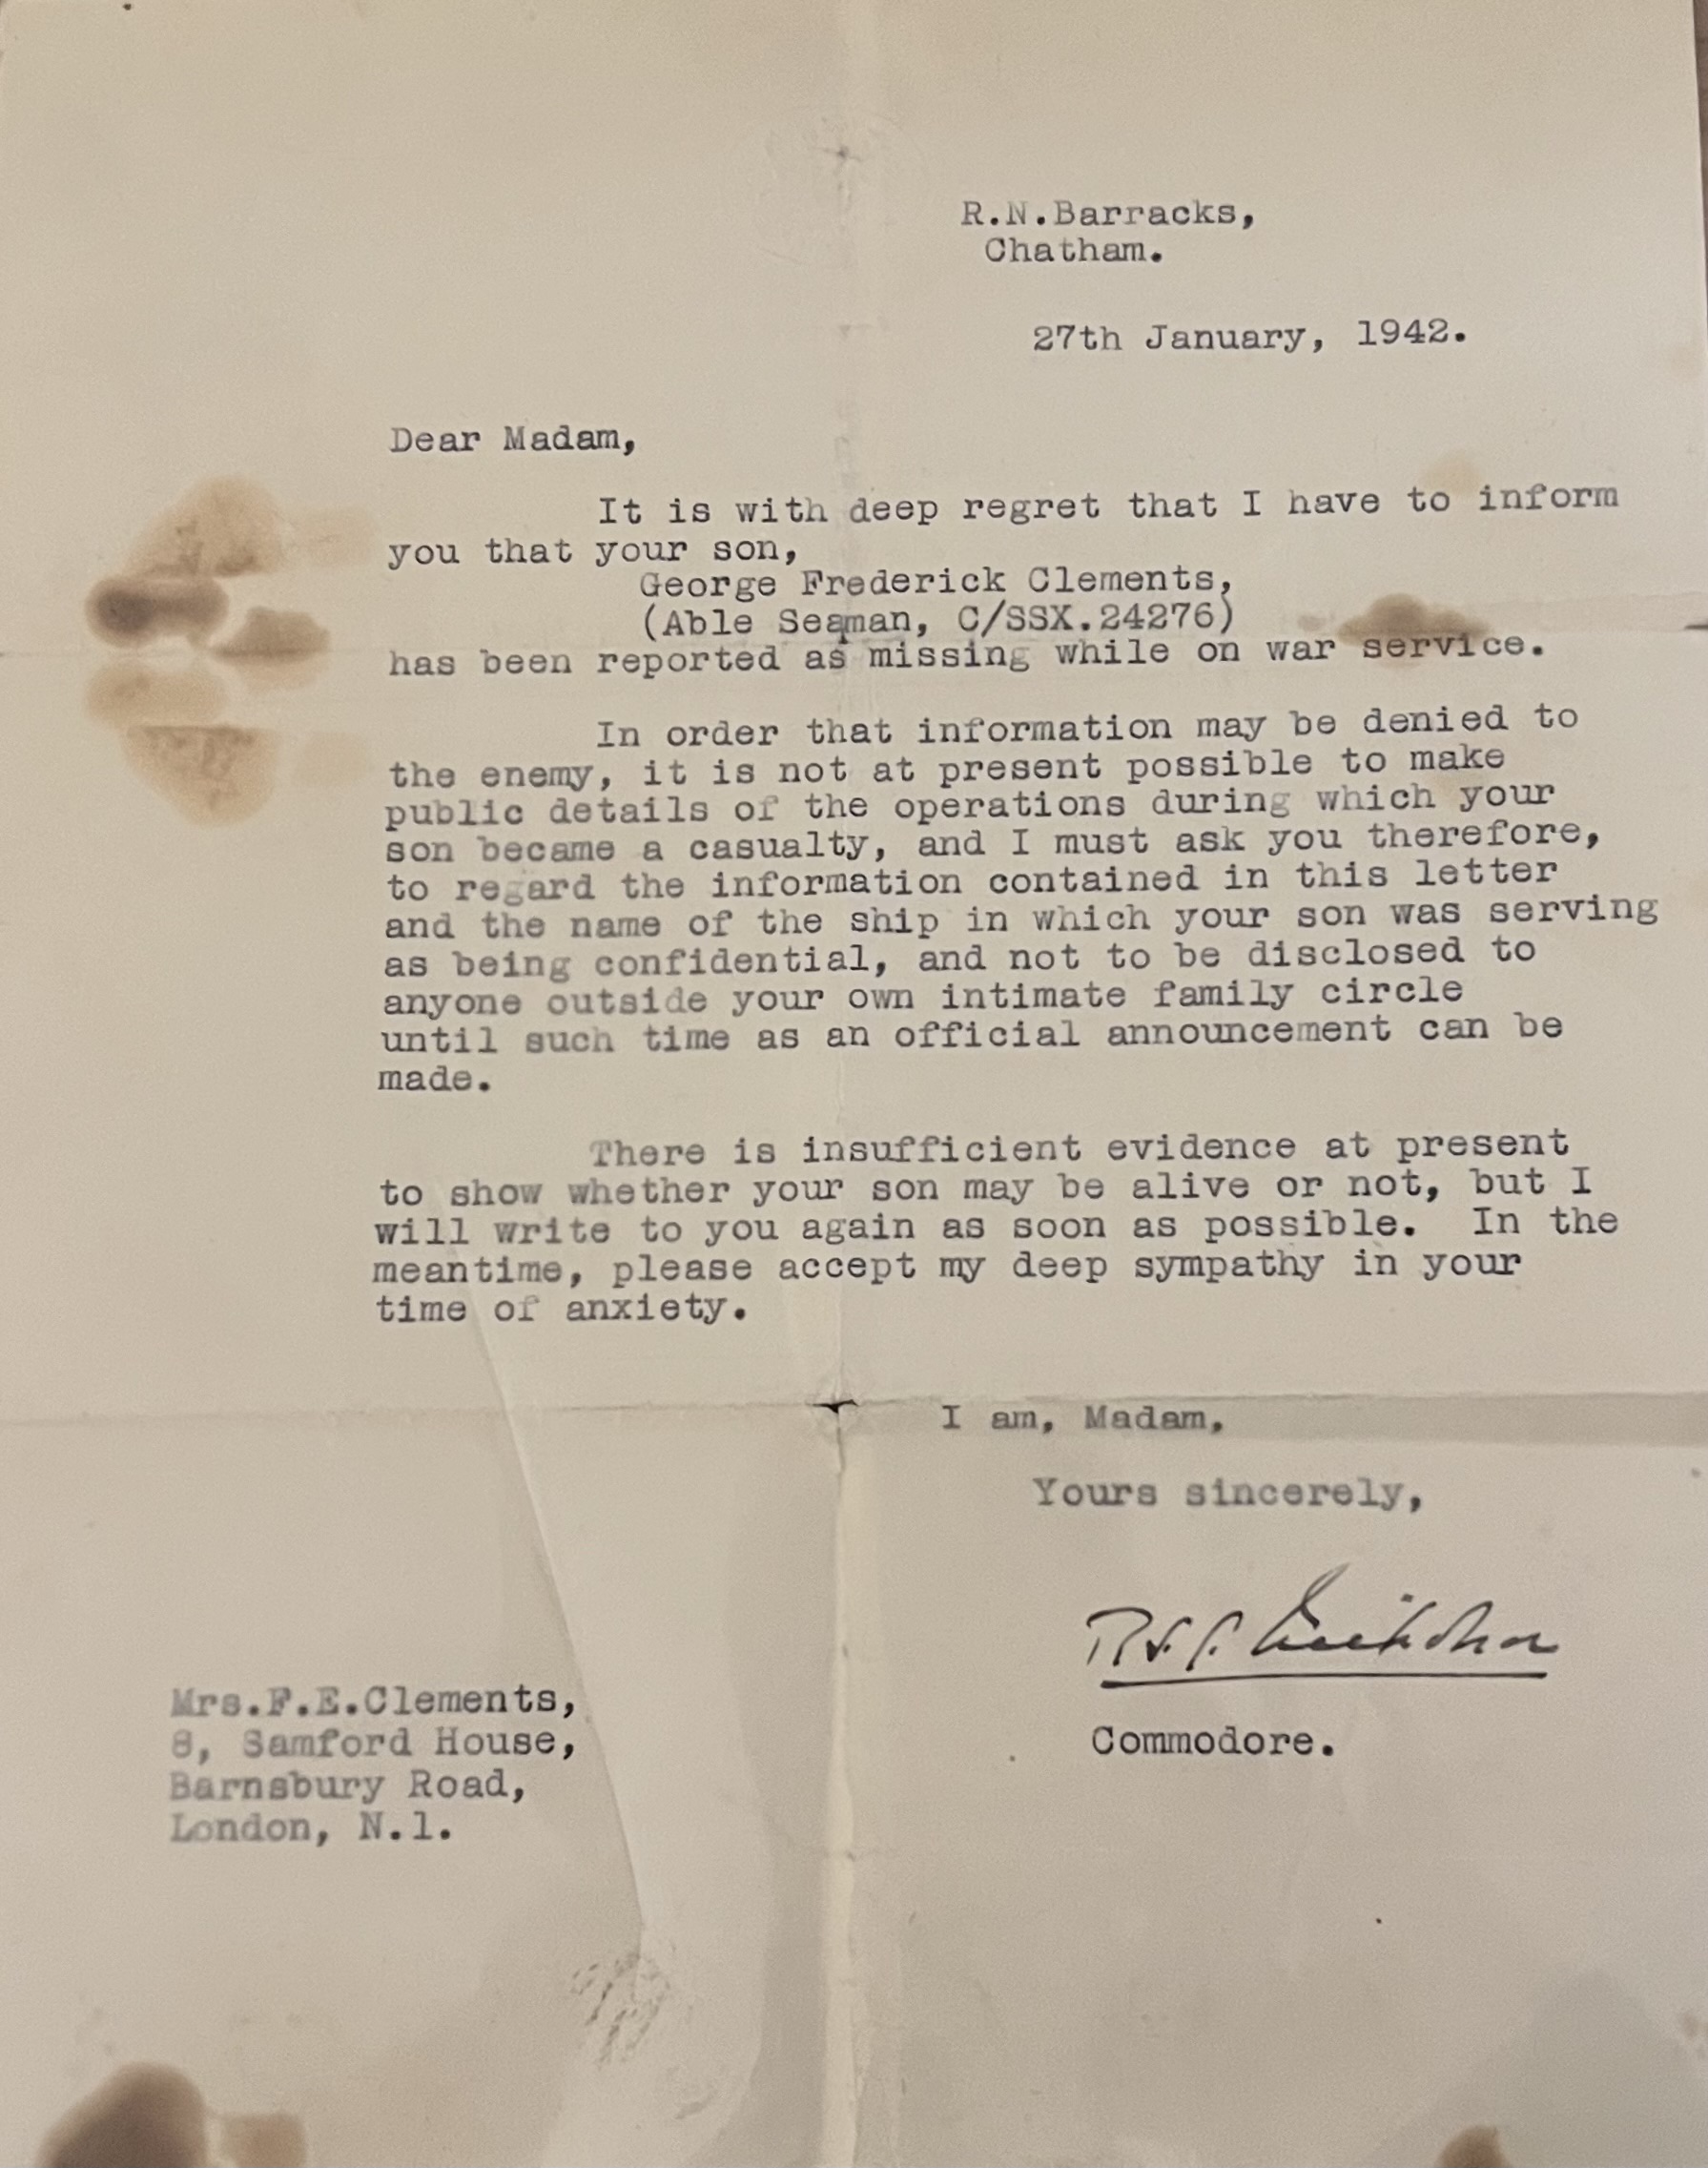 R.N.Barracks,
Chatham.
27th January, 1942.
Dear Madam,
It is with deep regret that I have to inform
you that your son,
George Frederick Clements,
(Able Seaman, C/SSX.24276)
has been reported as missing while on war service.
In order that information may be denied to
the enemy, it is not at present possible to make
public details of the operations during which your
son became a casualty, and I must ask you therefore,
to regard the information contained in this letter
and the name of the ship in which your son was serving
as being confidential, and not to be disclosed to
anyone outside your own intimate family circle
until such time as an official announcement can be
made.
There is insufficient evidence at present
to show whether your son may be alive or not, but I
will write to you again as soon as possible.  In the
meantime, please accept my deep sympathy in your
time of anxiety.
I am, Madam,
Yours sincerely,
Commodore.
Mrs.F.E.Clements,
8, Samford House,
Barnsbury Road,
London, N.1.